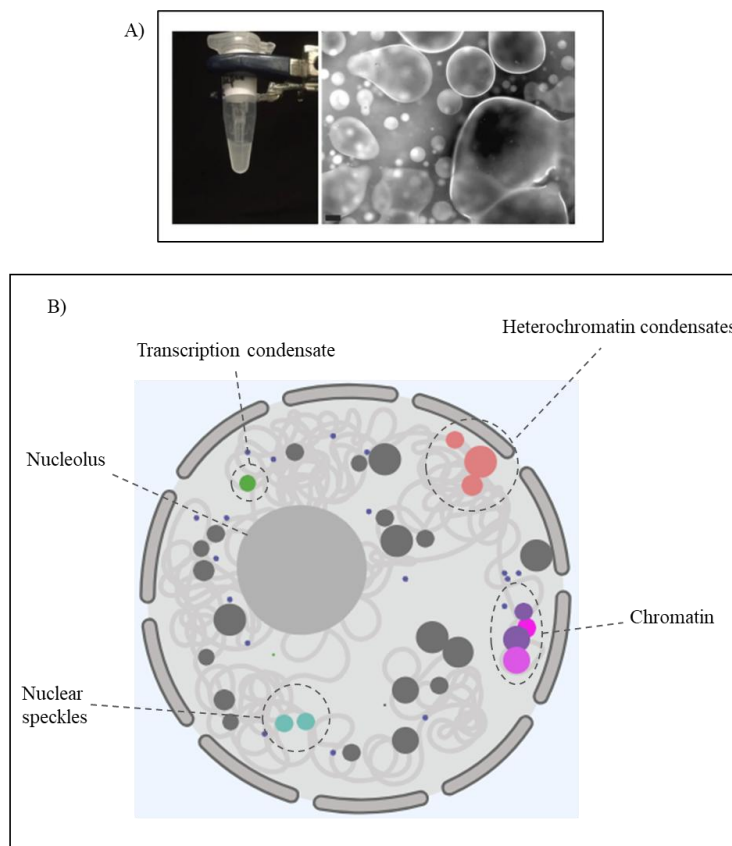 A)
B)
Heterochromatin condensates
Transcription condensate
Nucleolus
Chromatin
Nuclear
speckles